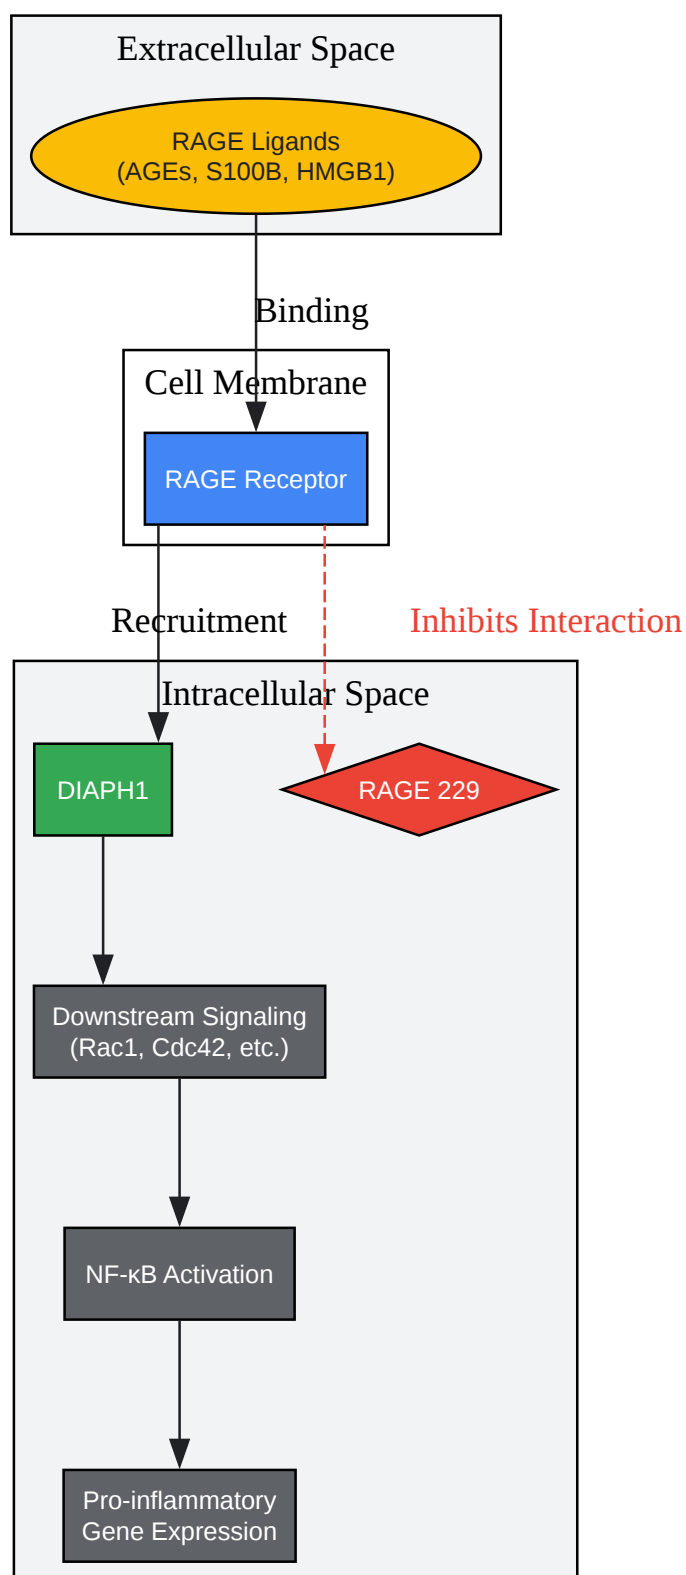 Extracellular Space
RAGE Ligands
(AGEs, S100B, HMGB1)
Binding
Cell Membrane
RAGE Receptor
Recruitment
Inhibits Interaction
Intracellular Space
DIAPH1
RAGE 229
Downstream Signaling
(Rac1, Cdc42, etc.)
NF-κB Activation
Pro-inflammatory
Gene Expression